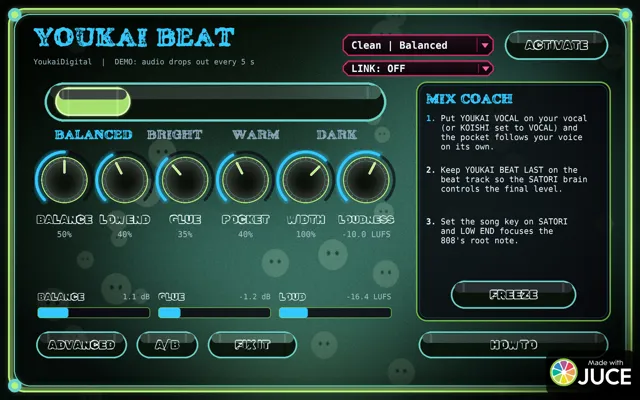 YOUKAI BEAT
YoukaiDigital | DEMO: audio drops out every 5 s
Clean | Balanced
LINK: OFF
ACTIVATE
BALANCED BRIGHT WARM DARK
BALANCE LOW END GLUE POCKET WIDTH LOUDNESS
50% 40% 35% 40% 100% -10.0 LUFS
MIX COACH
1. Put YOUKAI VOCAL on your vocal
(or KOISHI set to VOCAL) and
the pocket follows your voice
on its own.
2. Keep YOUKAI BEAT LAST on the
beat track so the SATORI brain
controls the final level.
3. Set the song key on SATORI
and LOW END focuses the
808's root note.
FREEZE
BALANCE 1.1 dB GLUE -1.2 dB LOUD -16.4 LUFS
ADVANCED A/B FIX IT HOW TO
Made with
JUCE